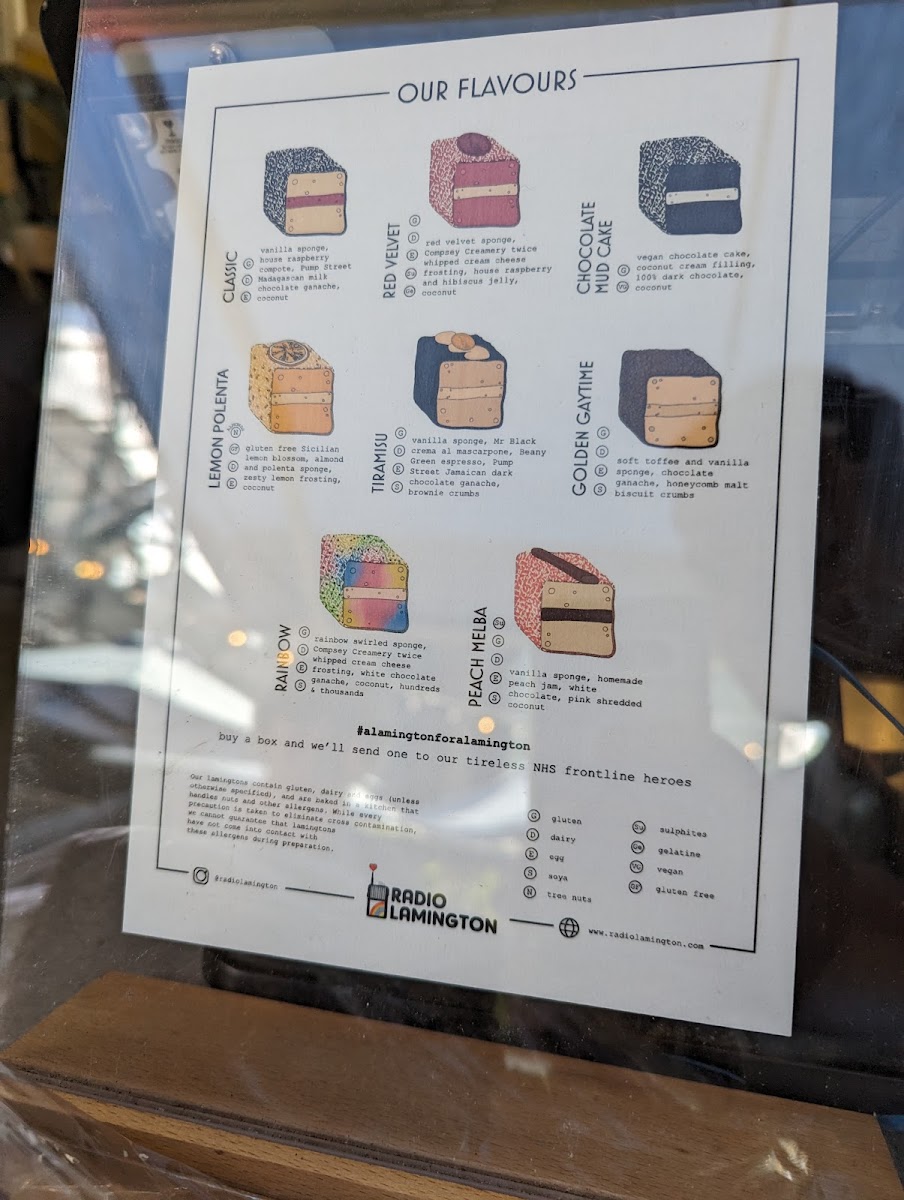 OUR FLAVOURS
CLASSIC
G
D
E
vanilla sponge,
house raspberry
compote, Pump Street
Madagascan milk
chocolate ganache,
coconut
RED VELVET
G
D
E
Su
Ge
red velvet sponge,
Compsey Creamery twice
whipped cream cheese
frosting, house raspberry
and hibiscus jelly,
coconut
CHOCOLATE
MUD CAKE
G
VG
vegan chocolate cake,
coconut cream filling,
100% dark chocolate,
coconut
LEMON POLENTA
N
GF
D
E
gluten free Sicilian
lemon blossom, almond
and polenta sponge,
zesty lemon frosting,
coconut
TIRAMISU
G
D
E
S
vanilla sponge, Mr Black
crema al mascarpone, Beany
Green espresso, Pump
Street Jamaican dark
chocolate ganache,
brownie crumbs
GOLDEN GAYTIME
G
D
E
S
soft toffee and vanilla
sponge, chocolate
ganache, honeycomb malt
biscuit crumbs
RAINBOW
G
D
E
S
rainbow swirled sponge,
Compsey Creamery twice
whipped cream cheese
frosting, white chocolate
ganache, coconut, hundreds
& thousands
PEACH MELBA
Su
G
D
E
S
vanilla sponge, homemade
peach jam, white
chocolate, pink shredded
coconut
#alamingtonforalamington
buy a box and we'll send one to our tireless NHS frontline heroes
Our lamingtons contain gluten, dairy and eggs (unless
otherwise specified), and are baked in a kitchen that
handles nuts and other allergens. While every
precaution is taken to eliminate cross contamination,
we cannot guarantee that lamingtons
have not come into contact with
these allergens during preparation.
G gluten
D dairy
E egg
S soya
N tree nuts
Su sulphites
Ge gelatine
VG vegan
GF gluten free
@radiolamington
RADIO
LAMINGTON
www.radiolamington.com